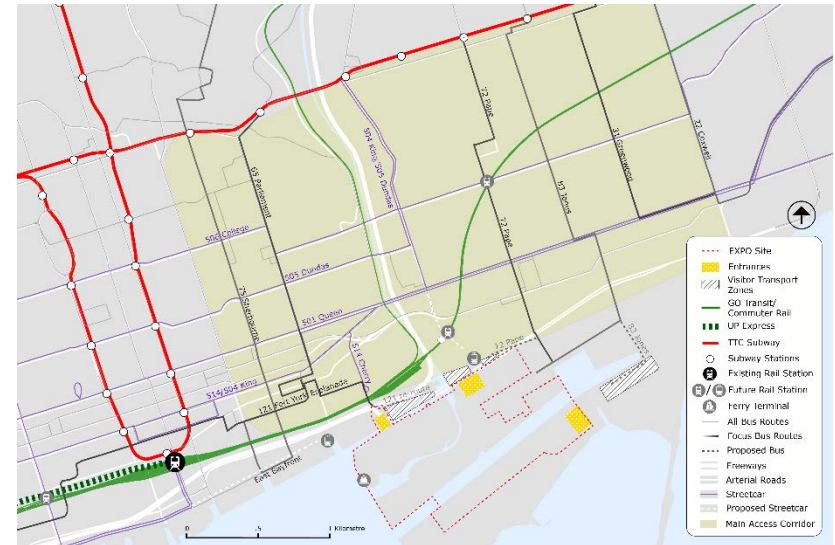 504 King/505 Dundas
72 Pape
31 Greenwood
22 Coxwell
65 Parliament
83 Jones
506 College
72 Pape
505 Dundas
75 Sherbourne
501 Queen
514 Cherry
72 Pape
83 Jones
514/504 King
121 Fort York Esplanade
East Bayfront
0 .5 1 Kilometre
EXPO Site
Entrances
Visitor Transport
Zones
GO Transit/
Commuter Rail
UP Express
TTC Subway
Subway Stations
Existing Rail Station
/ Future Rail Station
Ferry Terminal
All Bus Routes
Focus Bus Routes
Proposed Bus
Freeways
Arterial Roads
Streetcar
Proposed Streetcar
Main Access Corridor